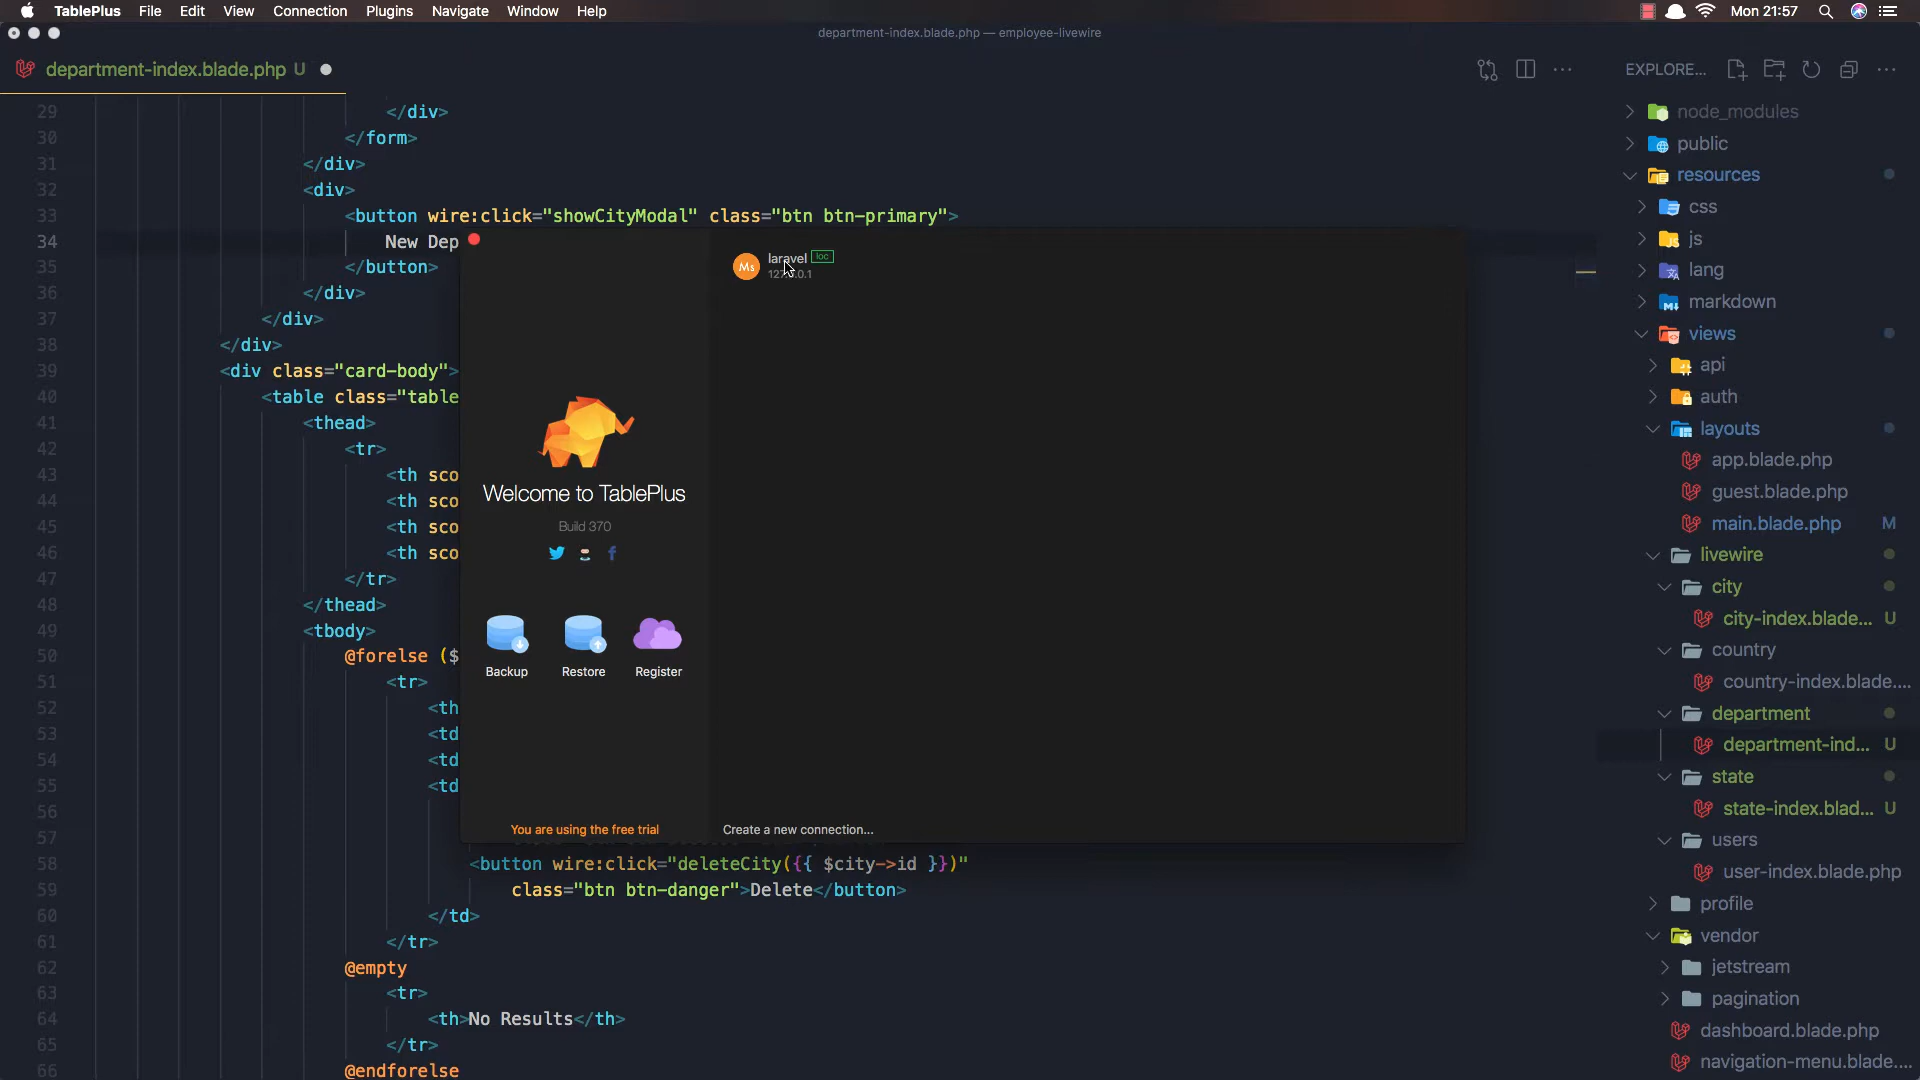 TablePlus File Edit View Connection Plugins Navigate Window Help
Mon 21:57
department-index.blade.php — employee-livewire
department-index.blade.php U
EXPLORE...
29 </div>
30 </form>
31 </div>
32 <div>
33 <button wire:click="showCityModal" class="btn btn-primary">
34 New Dep
35 </button>
36 </div>
37 </div>
38 </div>
39 <div class="card-body">
40 <table class="table
41 <thead>
42 <tr>
43 <th sco
44 <th sco
45 <th sco
46 <th sco
47 </tr>
48 </thead>
49 <tbody>
50 @forelse ($
51 <tr>
52 <th
53 <td
54 <td
55 <td
56
57
58 <button wire:click="deleteCity({{ $city->id }})"
59 class="btn btn-danger">Delete</button>
60 </td>
61 </tr>
62 @empty
63 <tr>
64 <th>No Results</th>
65 </tr>
66 @endforelse
Ms laravel loc
Welcome to TablePlus
Build 370
Backup Restore Register
You are using the free trial
Create a new connection...
node_modules
public
resources
css
js
lang
markdown
views
api
auth
layouts
app.blade.php
guest.blade.php
main.blade.php M
livewire
city
city-index.blade... U
country
country-index.blade....
department
department-ind... U
state
state-index.blad... U
users
user-index.blade.php
profile
vendor
jetstream
pagination
dashboard.blade.php
navigation-menu.blade....